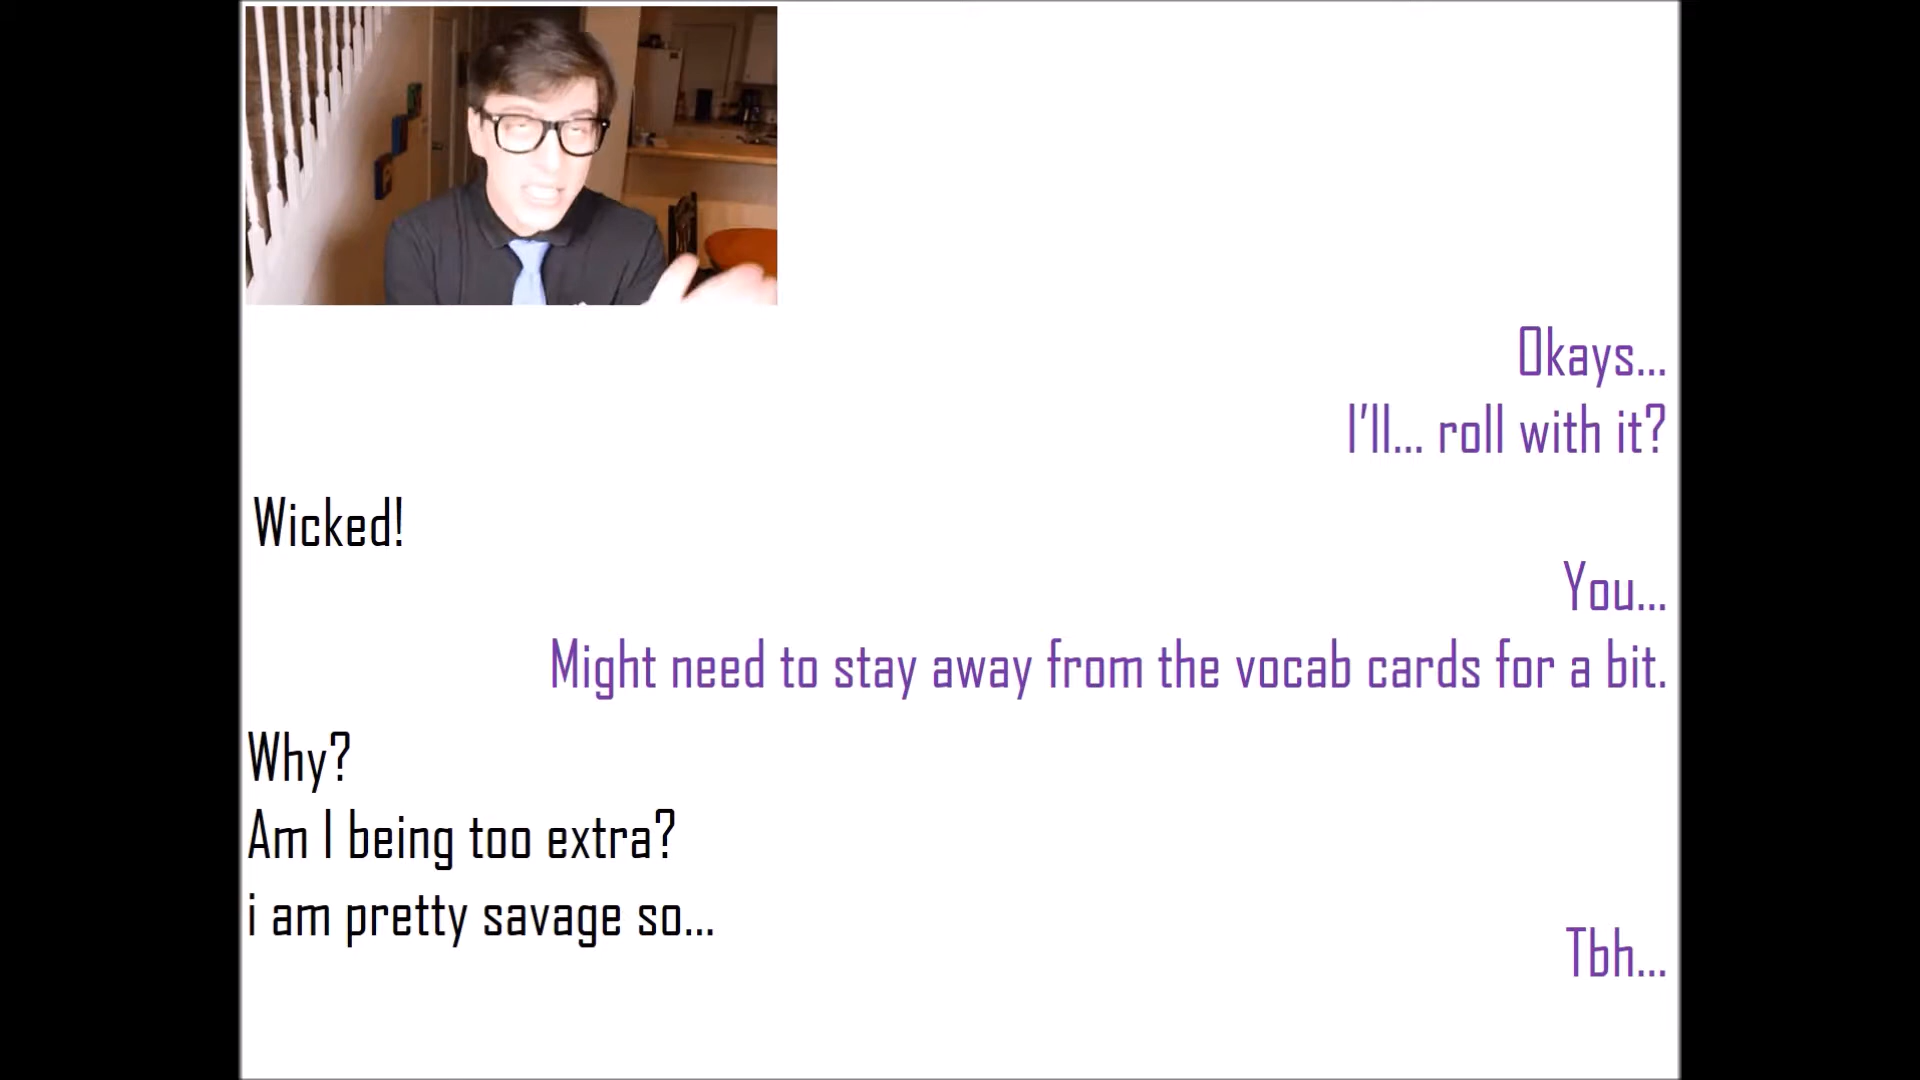 Okays...
I'll... roll with it?
Wicked!
You...
Might need to stay away from the vocab cards for a bit.
Why?
Am I being too extra?
i am pretty savage so...
Tbh...